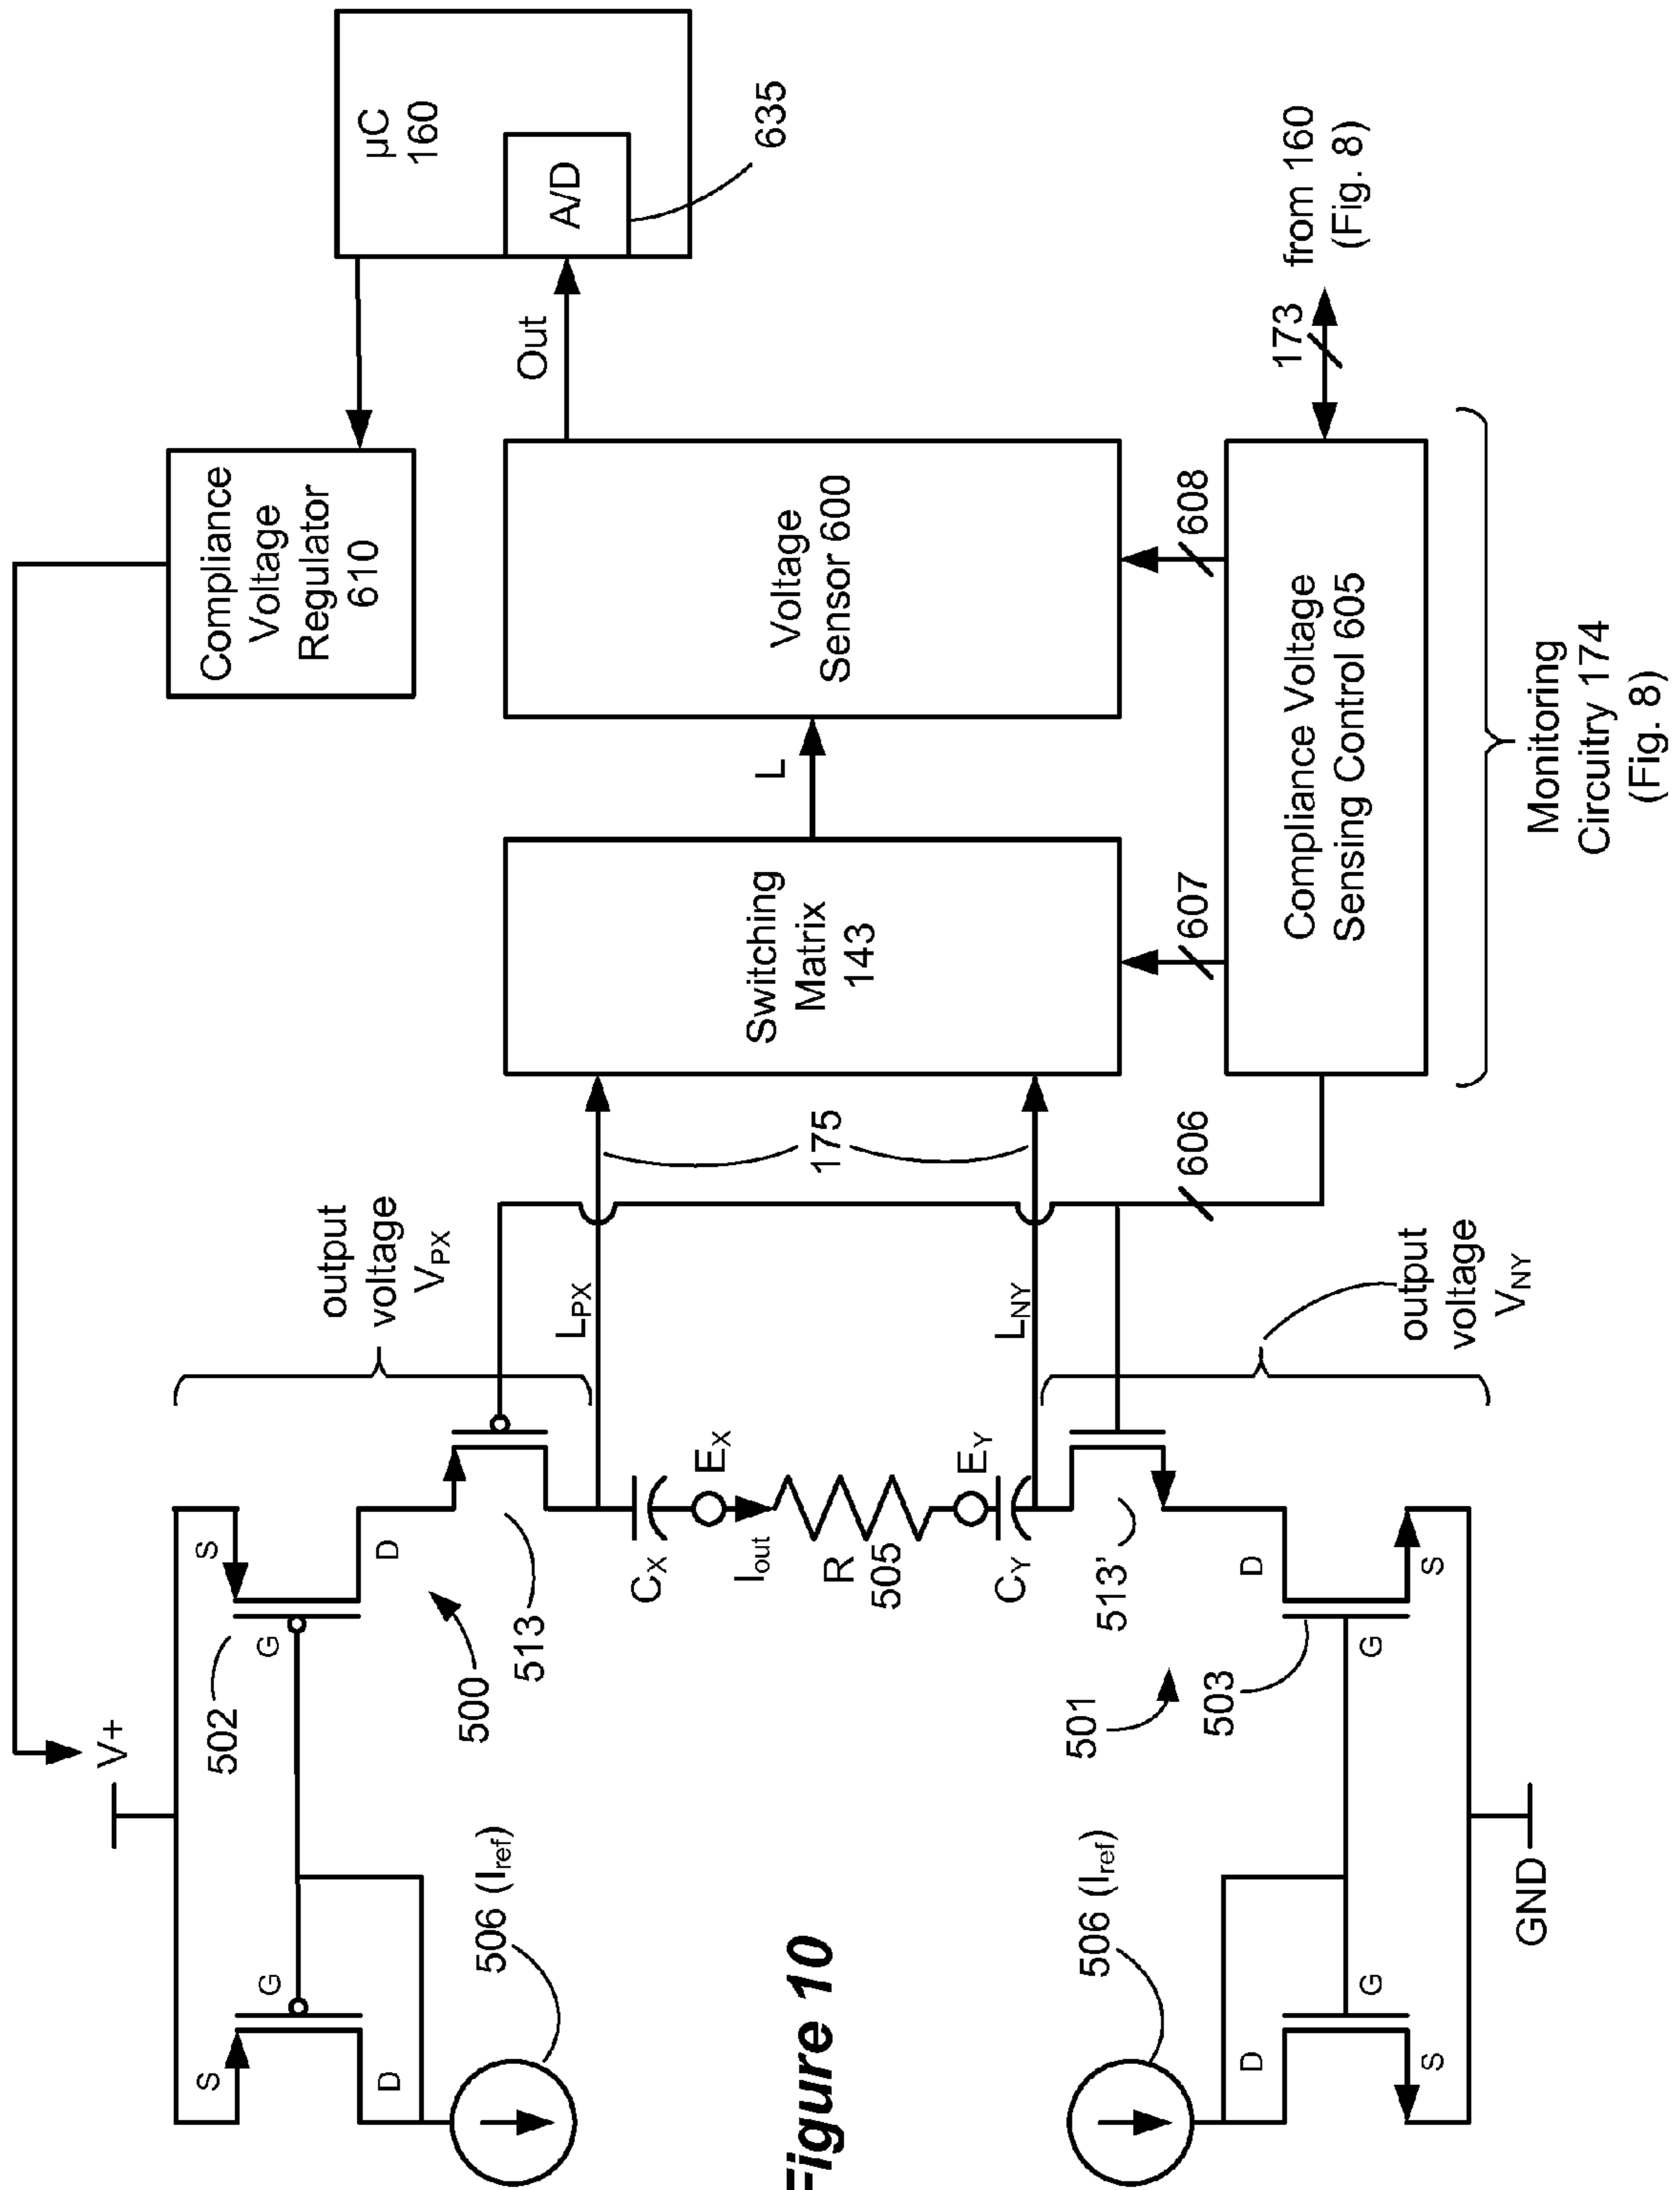 V+
S
S
G
G
D
D
502
500
513
506 (Iref)
output
voltage
VPX
Compliance
Voltage
Regulator
610
µC
160
A/D
635
Out
LPX
CX
EX
Iout
R
505
EY
CY
LNY
175
Switching
Matrix
143
L
Voltage
Sensor 600
606
607
608
Compliance Voltage
Sensing Control 605
173
from 160
(Fig. 8)
Monitoring
Circuitry 174
(Fig. 8)
513'
501
503
506 (Iref)
D
D
G
G
S
S
output
voltage
VNY
GND
Figure 10